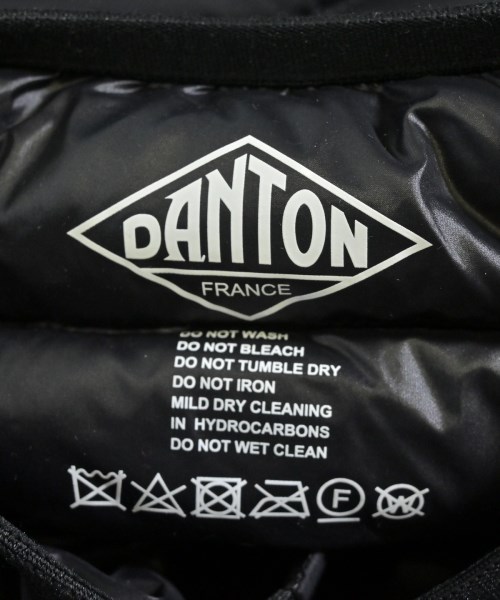 DANTON
FRANCE
DO NOT WASH
DO NOT BLEACH
DO NOT TUMBLE DRY
DO NOT IRON
MILD DRY CLEANING
IN HYDROCARBONS
DO NOT WET CLEAN
F W